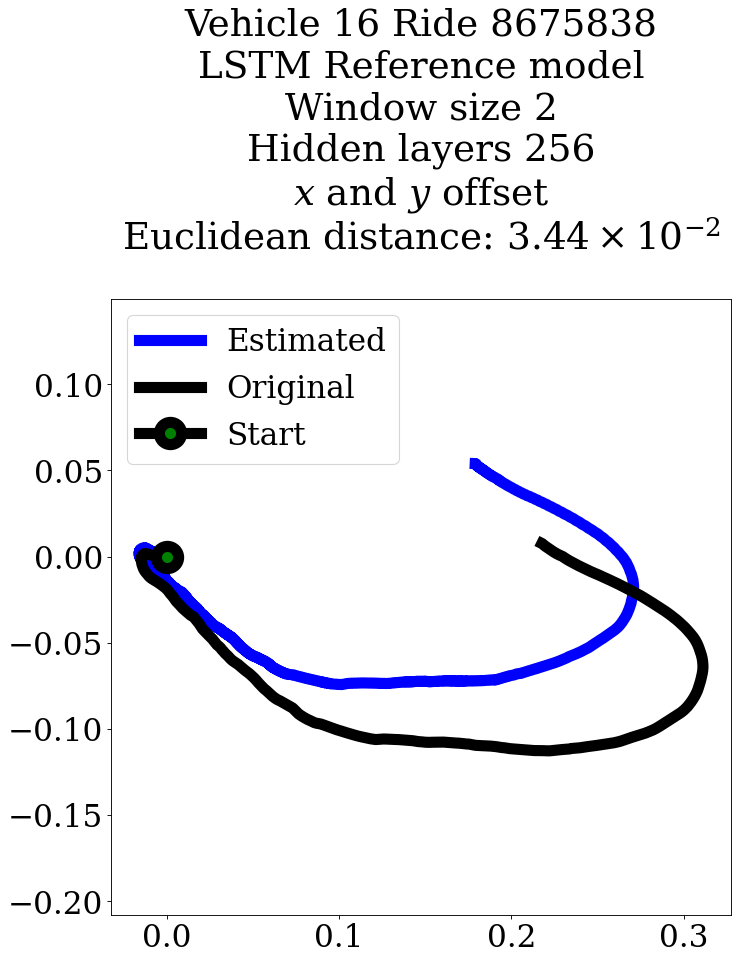 Vehicle 16 Ride 8675838
LSTM Reference model
Window size 2
Hidden layers 256
x and y offset
Euclidean distance: 3.44 × 10⁻²
Estimated
Original
Start
0.10
0.05
0.00
−0.05
−0.10
−0.15
−0.20
0.0 0.1 0.2 0.3